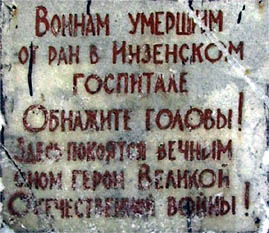 Воинам умершим
от ран в Инзенском
госпитале
Обнажите головы!
Здесь покоятся вечным
сном герои Великой
Отечественной войны!